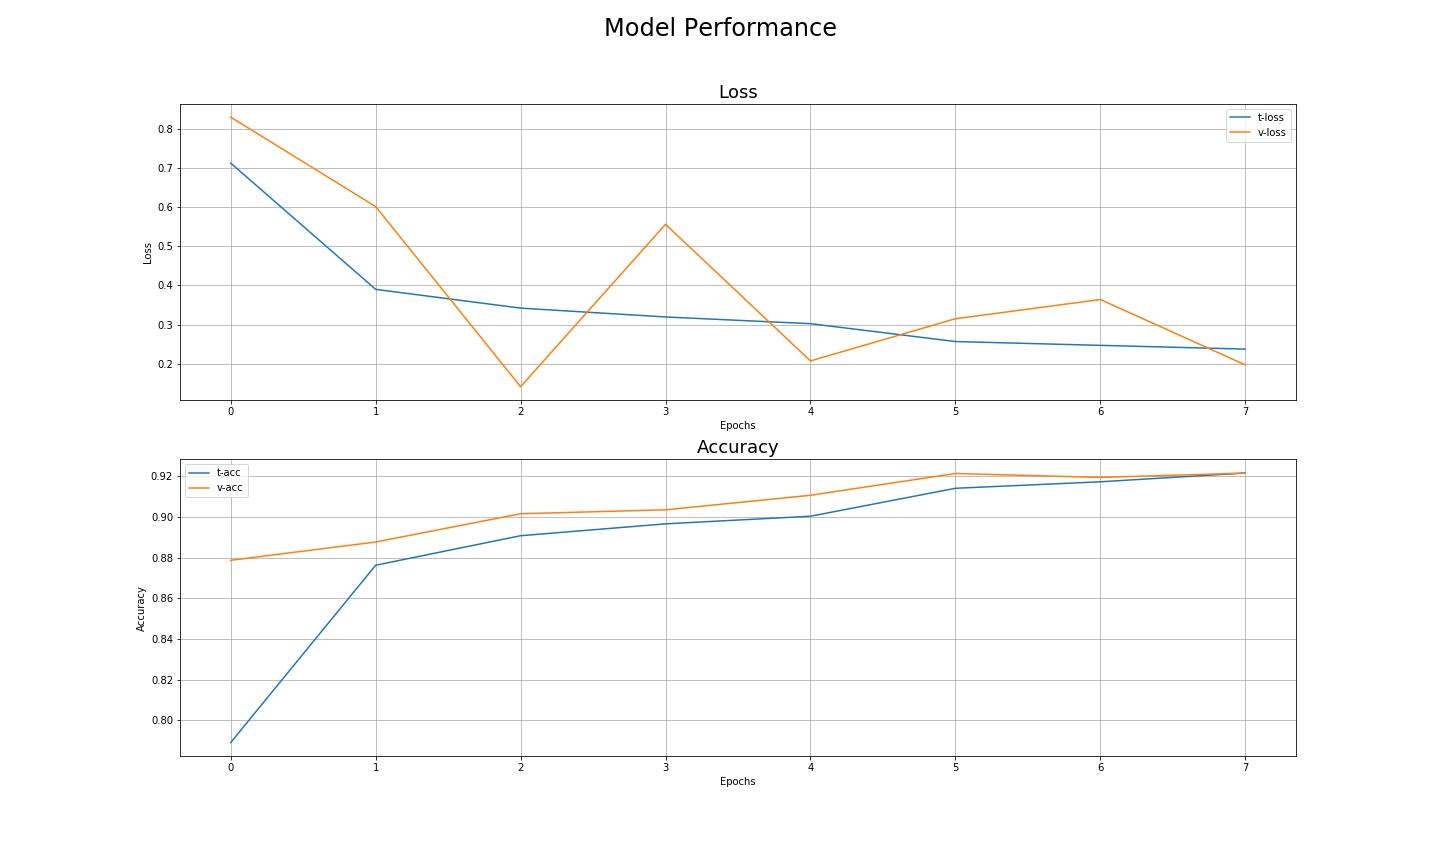 Model Performance
Loss
t-loss
v-loss
0.8
0.7
0.6
0.5
0.4
0.3
0.2
Loss
0 1 2 3 4 5 6 7
Epochs
Accuracy
t-acc
v-acc
0.92
0.90
0.88
0.86
0.84
0.82
0.80
Accuracy
0 1 2 3 4 5 6 7
Epochs